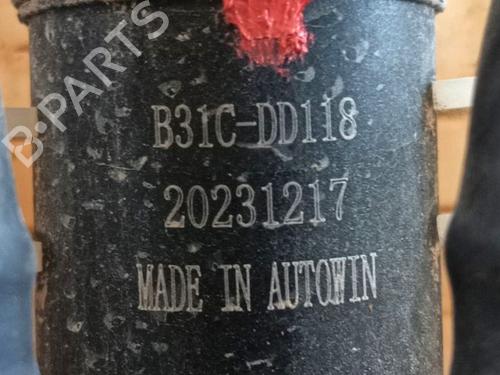 B-PARTS
B31C-DD118
20231217
MADE IN AUTOWIN